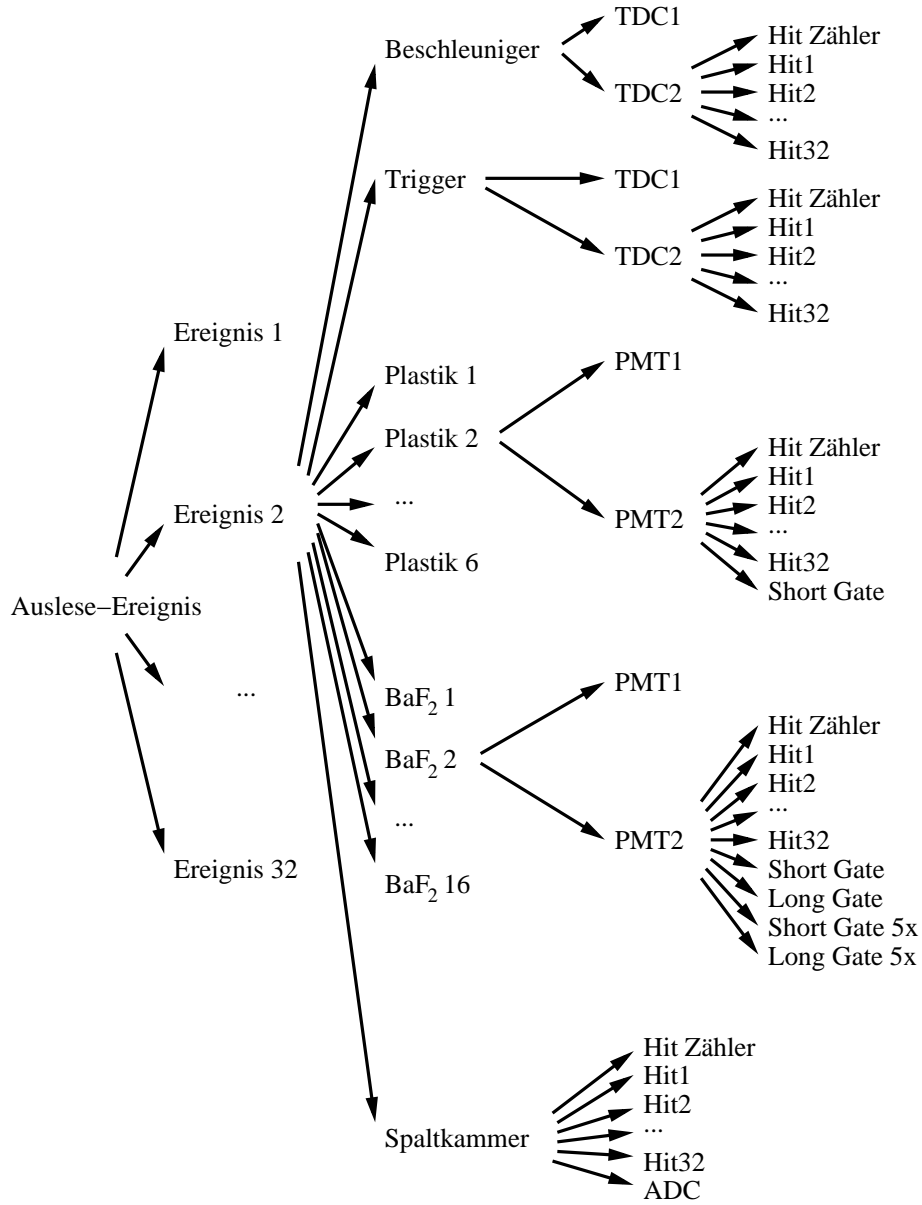 Beschleuniger
TDC1
TDC2
Hit Zähler
Hit1
Hit2
...
Hit32
Trigger
TDC1
TDC2
Hit Zähler
Hit1
Hit2
...
Hit32
Ereignis 1
Plastik 1
Plastik 2
...
Plastik 6
PMT1
PMT2
Hit Zähler
Hit1
Hit2
...
Hit32
Short Gate
Ereignis 2
Auslese−Ereignis
...
Ereignis 32
BaF₂ 1
BaF₂ 2
...
BaF₂ 16
PMT1
PMT2
Hit Zähler
Hit1
Hit2
...
Hit32
Short Gate
Long Gate
Short Gate 5x
Long Gate 5x
Spaltkammer
Hit Zähler
Hit1
Hit2
...
Hit32
ADC